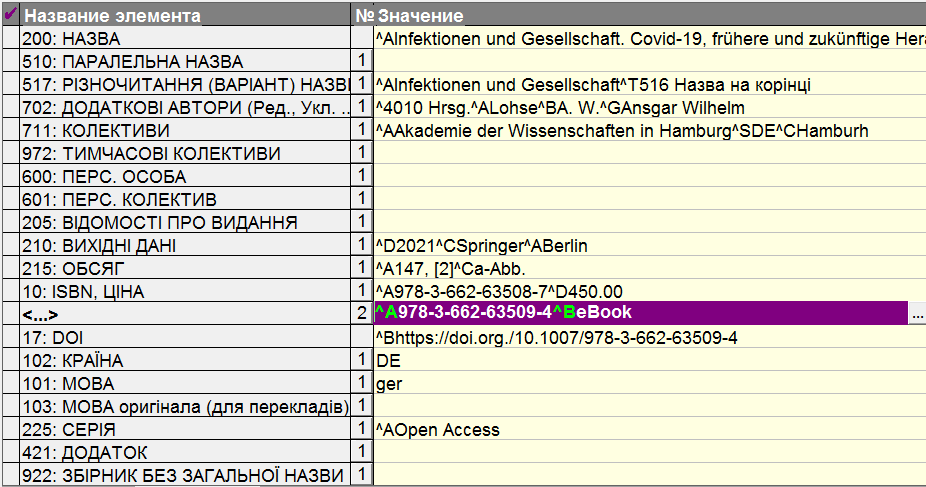 ✓ Название элемента № Значение
200: НАЗВА ^AInfektionen und Gesellschaft. Covid-19, frühere und zukünftige Hera
510: ПАРАЛЕЛЬНА НАЗВА 1
517: РІЗНОЧИТАННЯ (ВАРІАНТ) НАЗВІ 1 ^AInfektionen und Gesellschaft^T516 Назва на корінці
702: ДОДАТКОВІ АВТОРИ (Ред., Укл. ... 1 ^4010 Hrsg.^ALohse^BA. W.^GAnsgar Wilhelm
711: КОЛЕКТИВИ 1 ^AAkademie der Wissenschaften in Hamburg^SDE^CHamburh
972: ТИМЧАСОВІ КОЛЕКТИВИ 1
600: ПЕРС. ОСОБА 1
601: ПЕРС. КОЛЕКТИВ 1
205: ВІДОМОСТІ ПРО ВИДАННЯ 1
210: ВИХІДНІ ДАНІ 1 ^D2021^CSpringer^ABerlin
215: ОБСЯГ 1 ^A147, [2]^Ca-Abb.
10: ISBN, ЦІНА 1 ^A978-3-662-63508-7^D450.00
<...> 2 ^A978-3-662-63509-4^BeBook ...
17: DOI ^Bhttps://doi.org./10.1007/978-3-662-63509-4
102: КРАЇНА 1 DE
101: МОВА 1 ger
103: МОВА оригінала (для перекладів) 1
225: СЕРІЯ 1 ^AOpen Access
421: ДОДАТОК 1
922: ЗБІРНИК БЕЗ ЗАГАЛЬНОЇ НАЗВИ 1